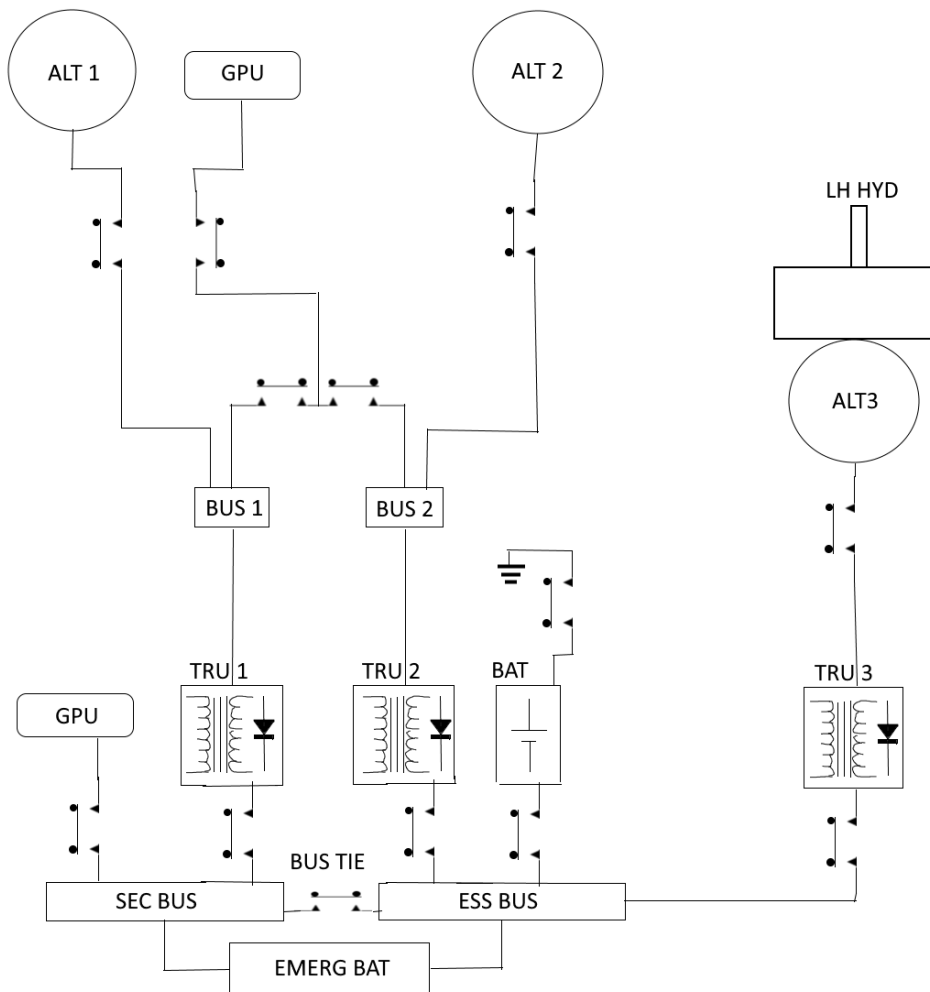 ALT 1
GPU
ALT 2
LH HYD
ALT3
BUS 1
BUS 2
TRU 1
TRU 2
BAT
TRU 3
GPU
BUS TIE
SEC BUS
ESS BUS
EMERG BAT